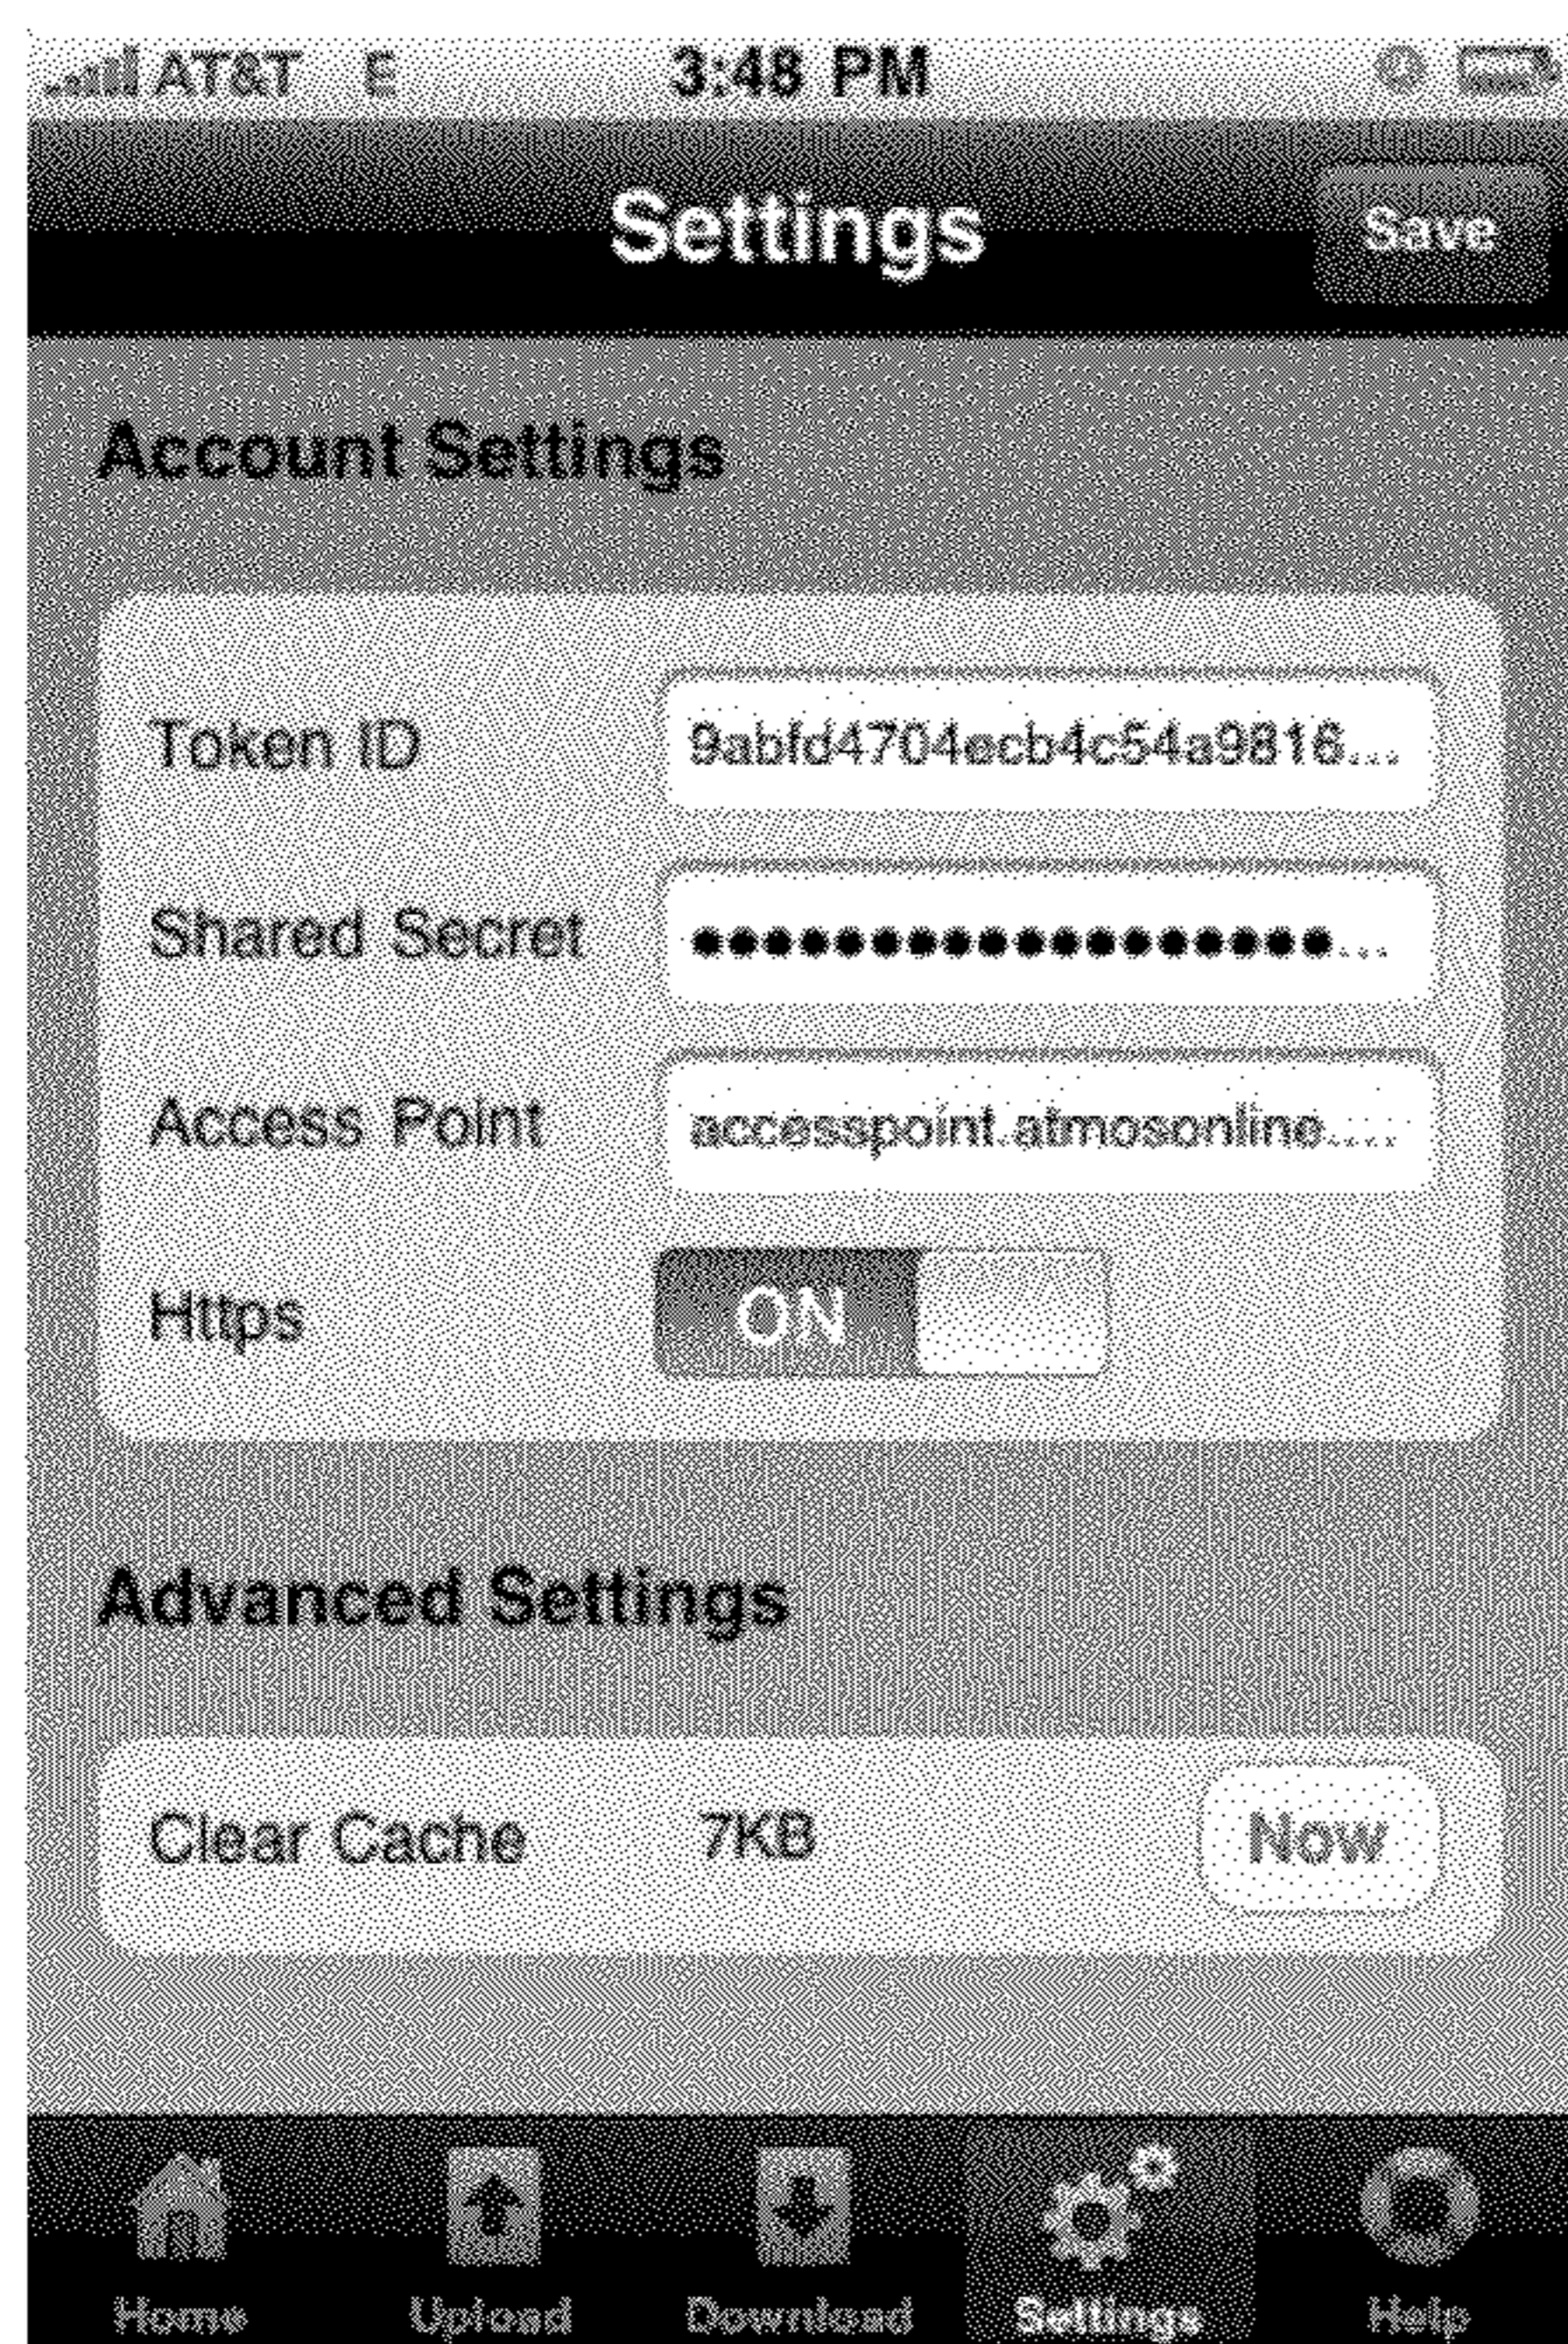 AT&T E 3:48 PM
Settings Save
Account Settings
Token ID 9abfd4704ecb4c54a9816...
Shared Secret ●●●●●●●●●●●●●●●●●●...
Access Point accesspoint.atmosonline....
Https ON
Advanced Settings
Clear Cache 7KB Now
Home Upload Download Settings Help